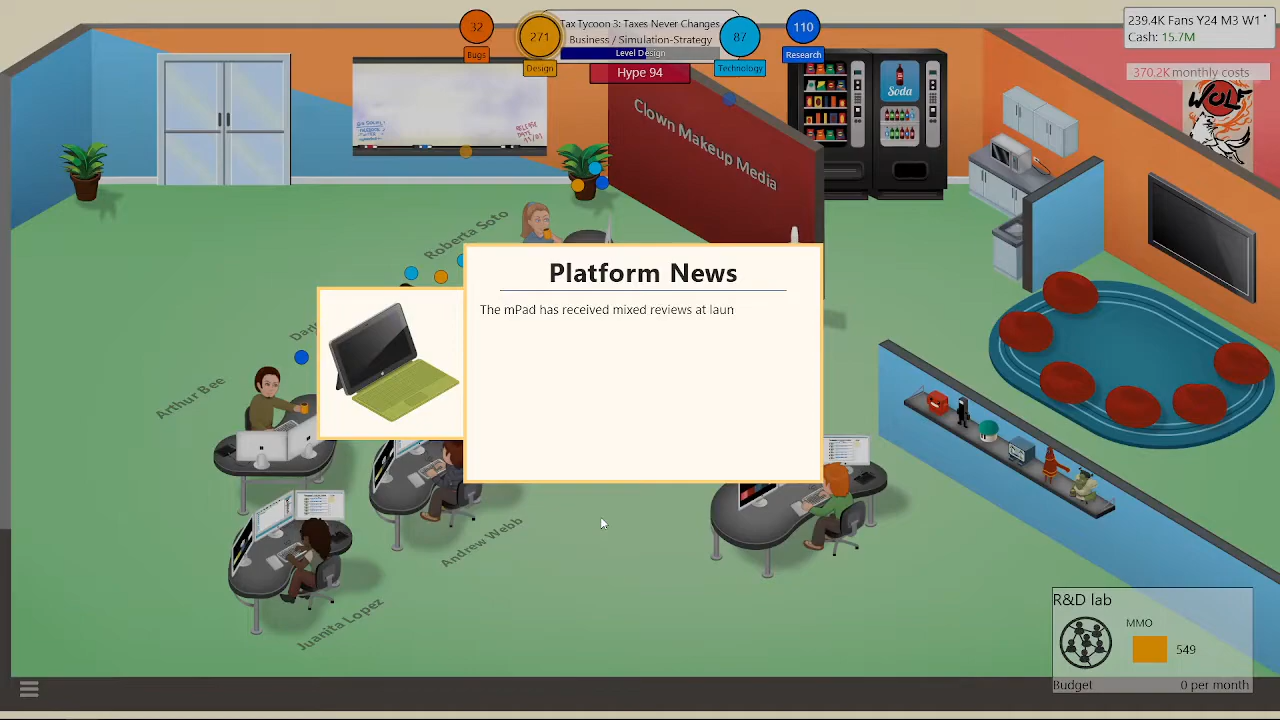 32
Bugs
271
Design
Tax Tycoon 3: Taxes Never Changes
Business / Simulation-Strategy
Level Design
Hype 94
87
Technology
110
Research
239.4K Fans Y24 M3 W1
Cash: 15.7M
370.2K monthly costs
WOLF
Soda
Clown Makeup Media
RELEASE
Roberta Soto
Arthur Bee
Andrew Webb
Juanita Lopez
Platform News
The mPad has received mixed reviews at laun
R&D lab
MMO
549
Budget
0 per month